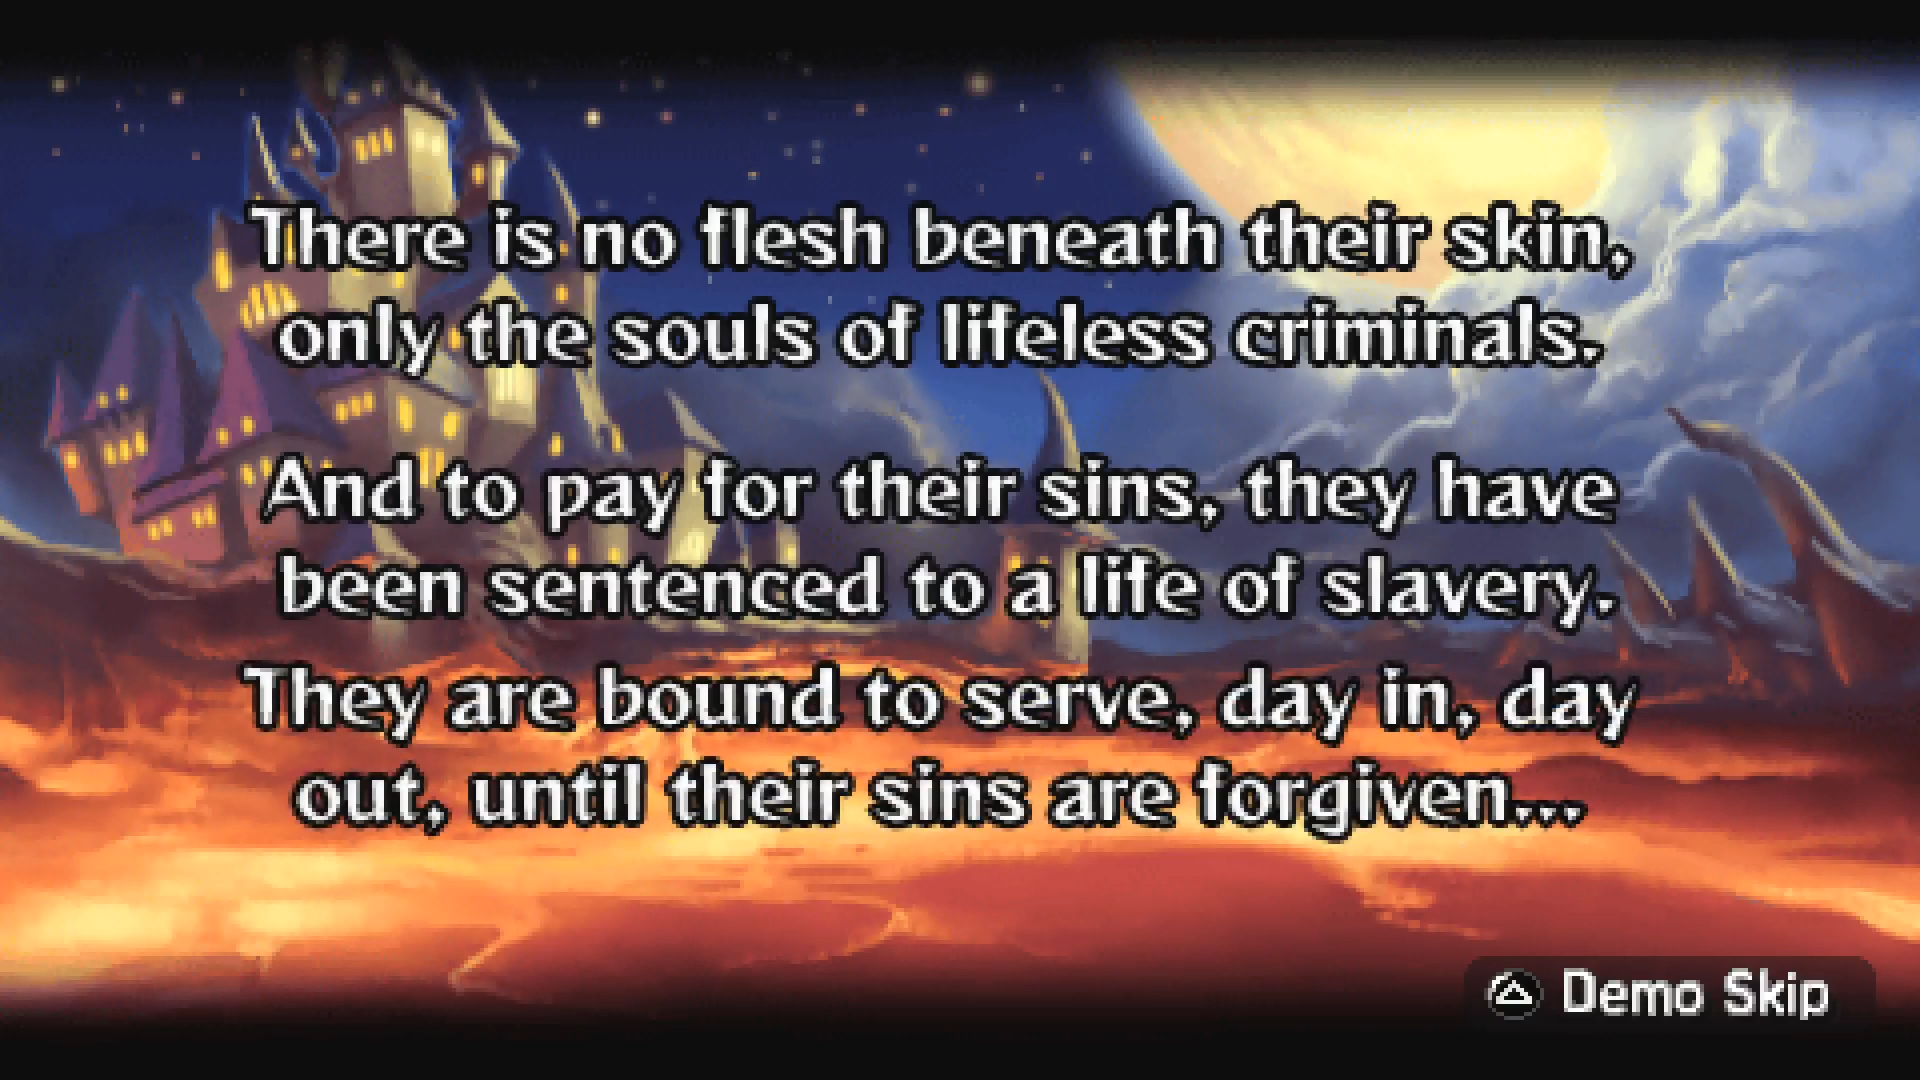 There is no flesh beneath their skin,
only the souls of lifeless criminals.
And to pay for their sins, they have
been sentenced to a life of slavery.
They are bound to serve, day in, day
out, until their sins are forgiven...
Demo Skip